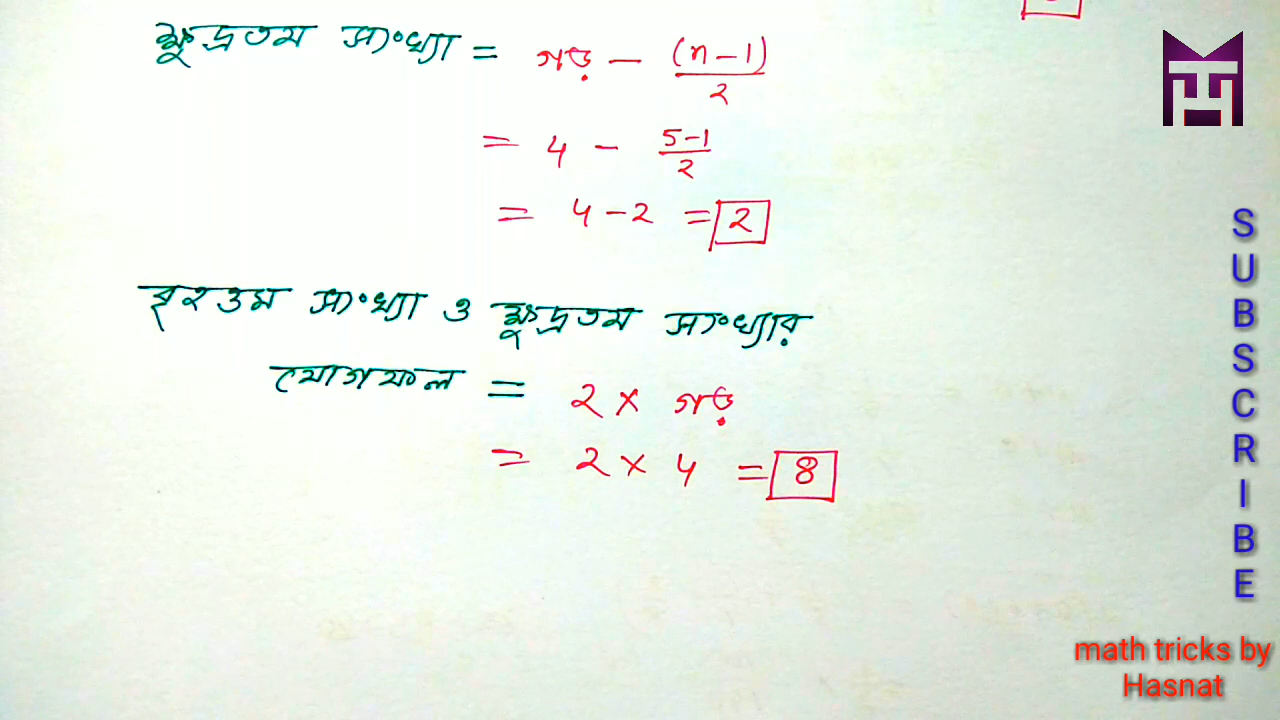 ক্ষুদ্রতম সাংখ্যা = গড় - (n-1)/2
= 4 - 5-1/2
= 4-2 = 2
বৃহত্তম সাংখ্যা ও ক্ষুদ্রতম সাংখ্যার
যোগফল = 2 × গড়
= 2 × 4 = 8
SUBSCRIBE
math tricks by
Hasnat